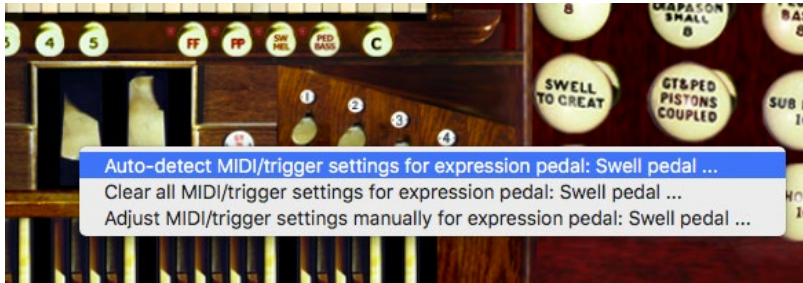 8
DIAPASON
SMALL
8
4
5
FF
PP
SW
MEL
PED
BASS
C
SWELL
TO GREAT
GT&PED
PISTONS
COUPLED
SUB
1
2
3
4
Auto-detect MIDI/trigger settings for expression pedal: Swell pedal ...
Clear all MIDI/trigger settings for expression pedal: Swell pedal ...
Adjust MIDI/trigger settings manually for expression pedal: Swell pedal ...